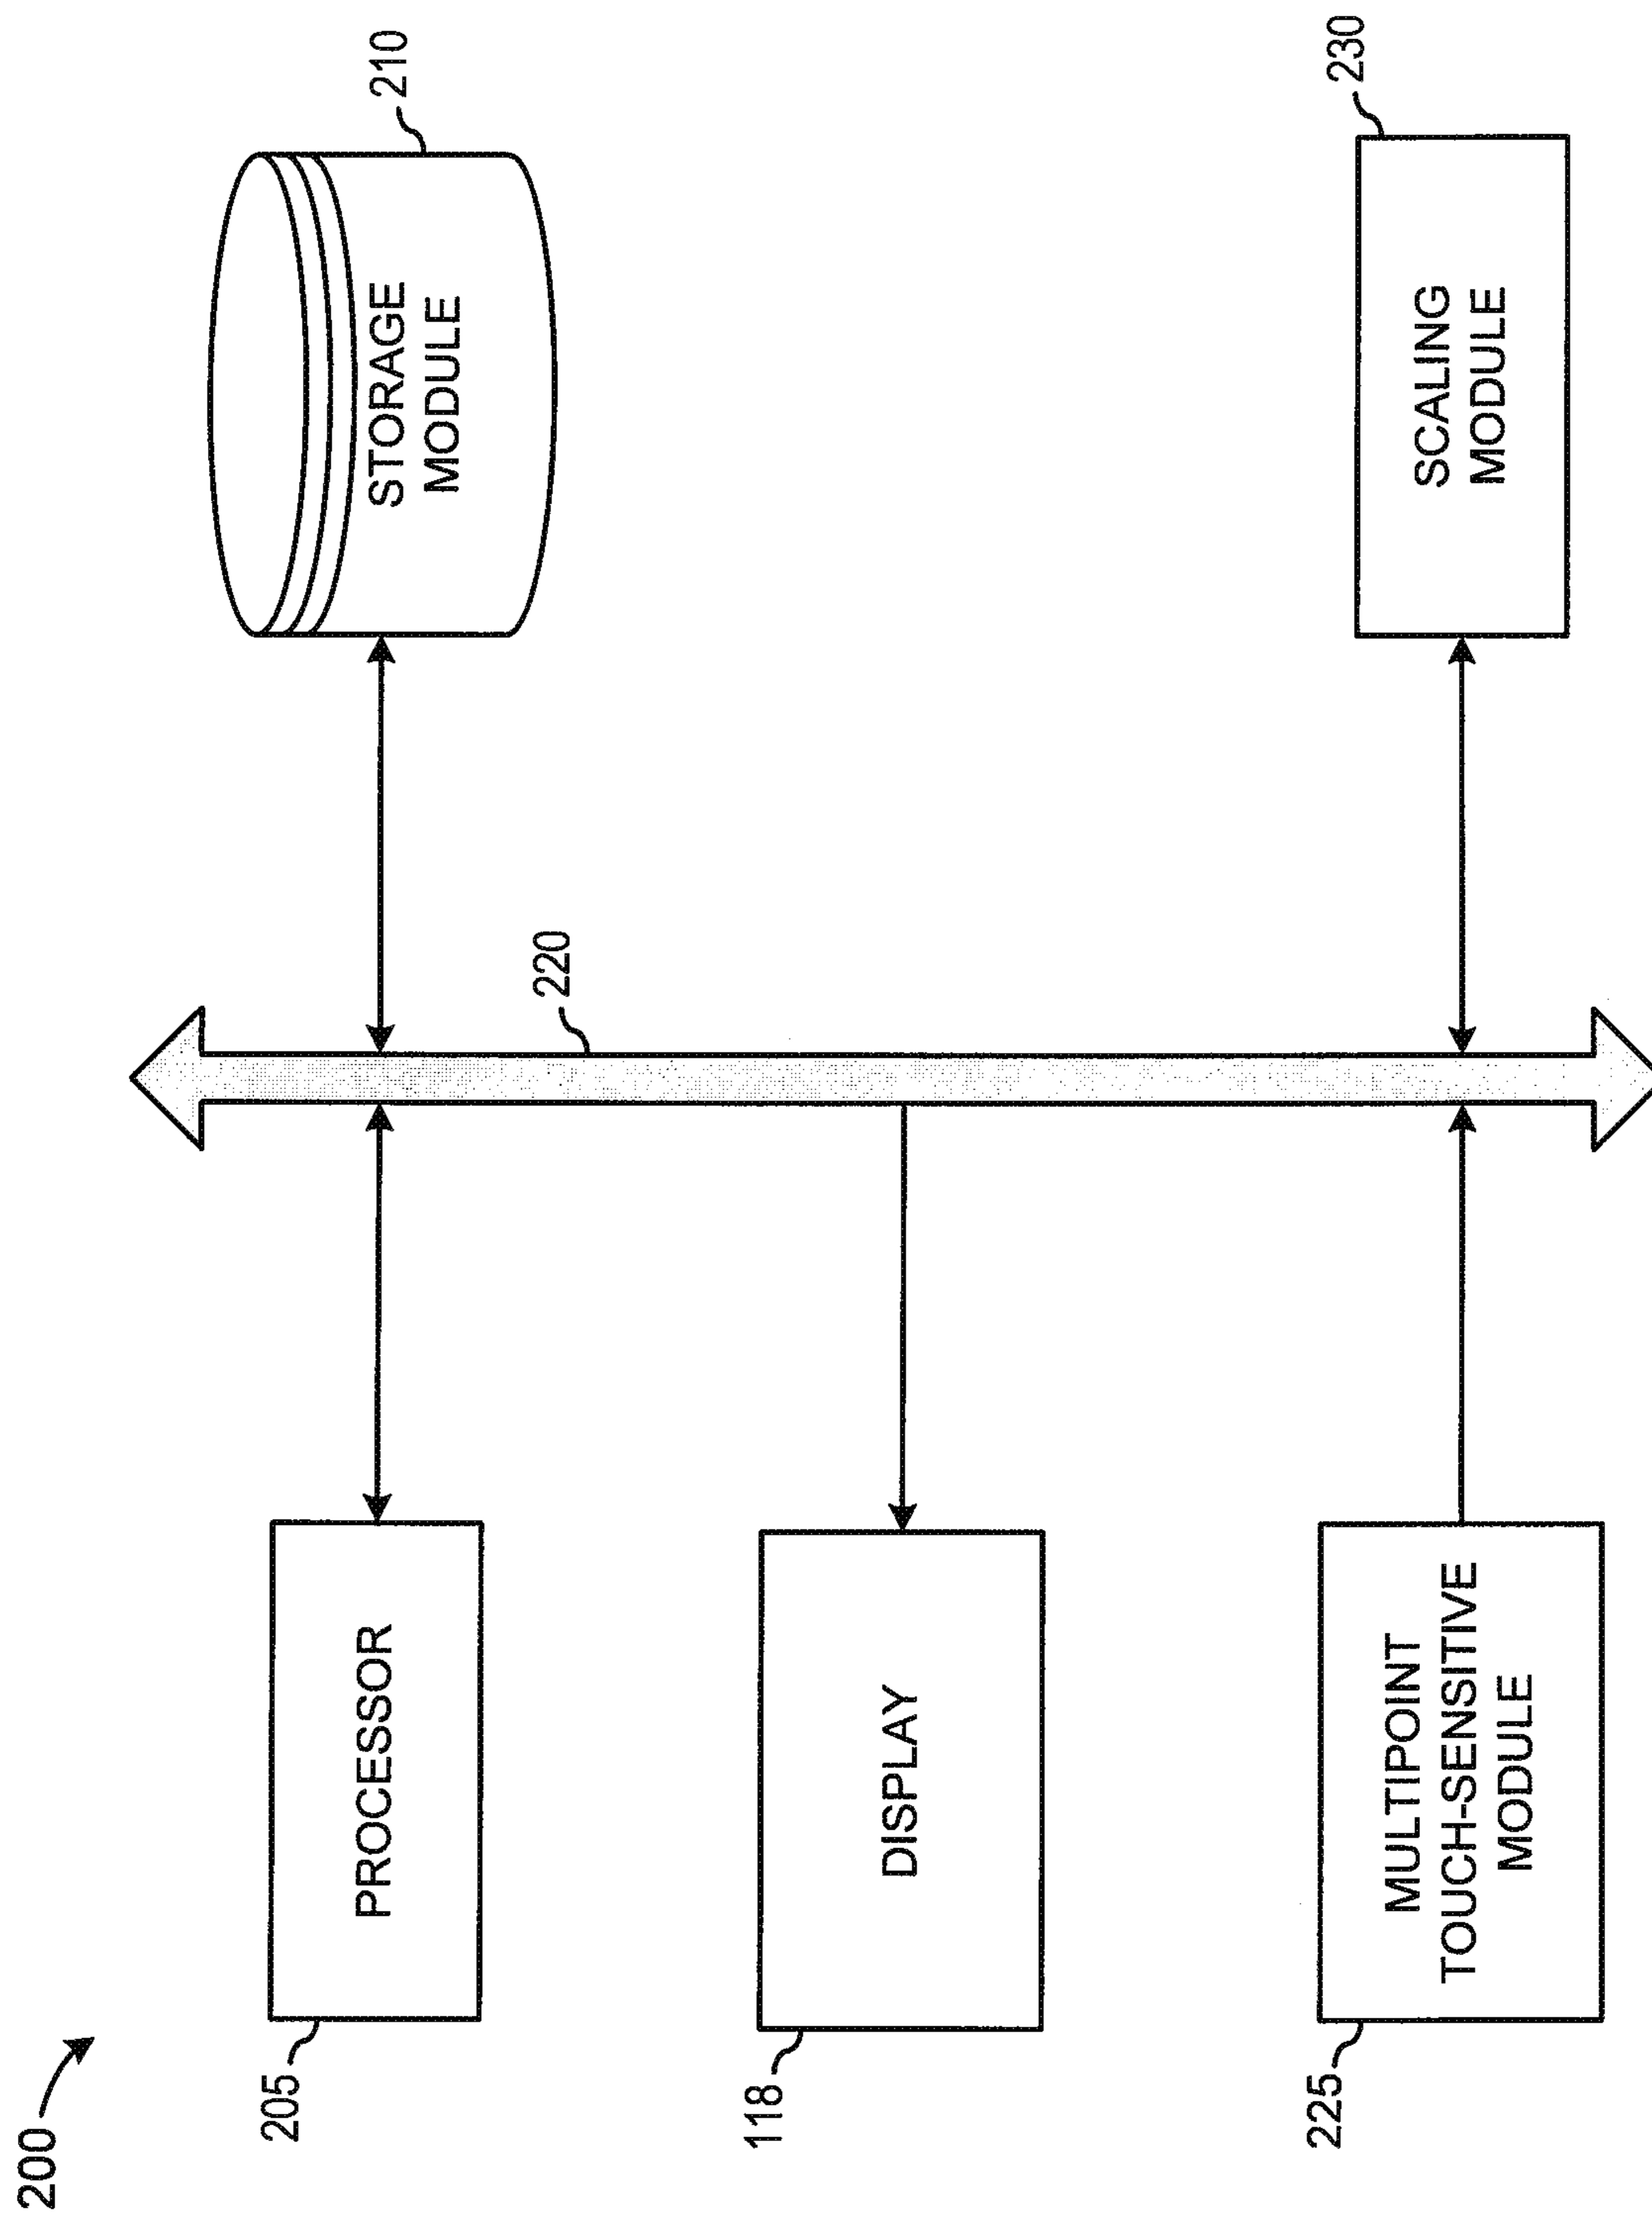 200
205
PROCESSOR
118
DISPLAY
225
MULTIPOINT
TOUCH-SENSITIVE
MODULE
220
210
STORAGE
MODULE
230
SCALING
MODULE